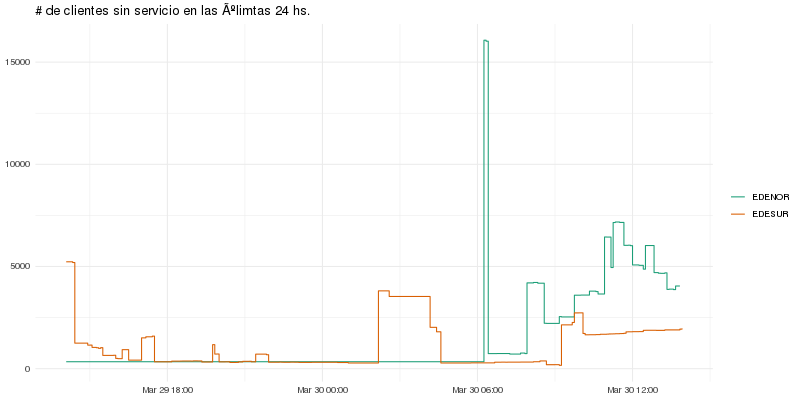 # de clientes sin servicio en las Ãºlimtas 24 hs.
15000
10000
5000
0
Mar 29 18:00
Mar 30 00:00
Mar 30 06:00
Mar 30 12:00
EDENOR
EDESUR